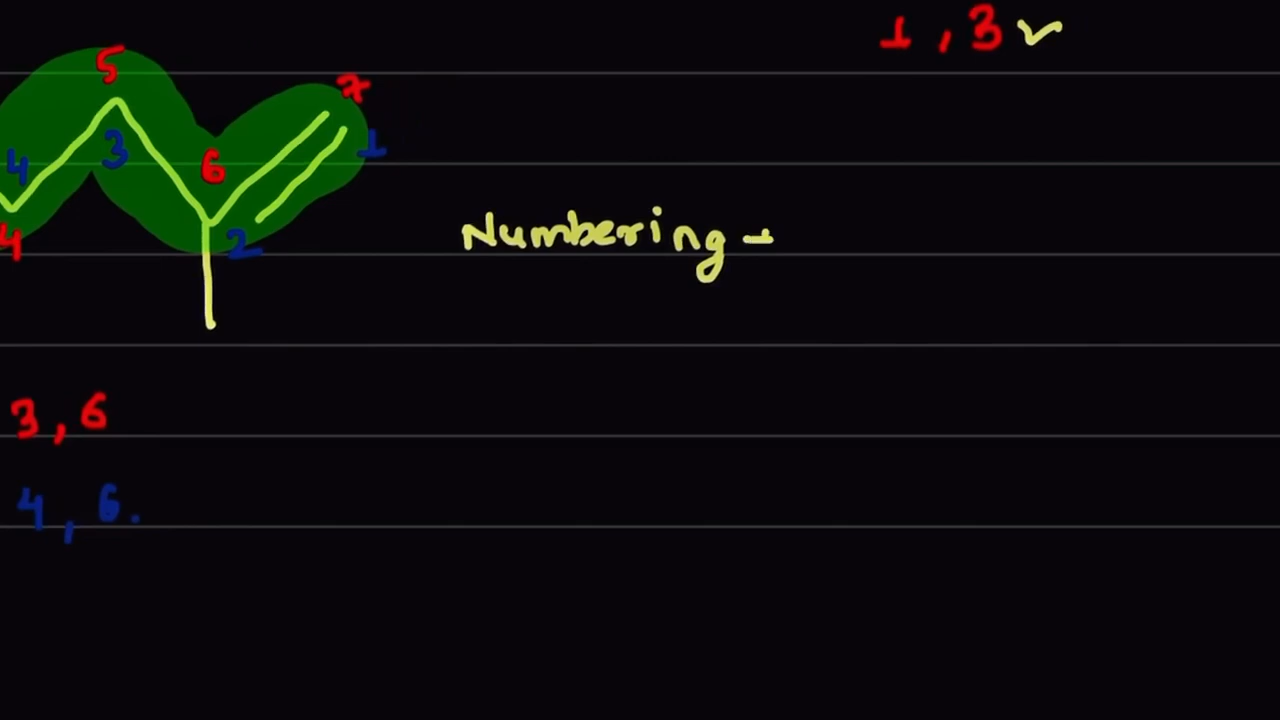 1 , 3 ✓
5
7
4 3 6 1
4 2
Numbering -
3 , 6
4 , 6 .